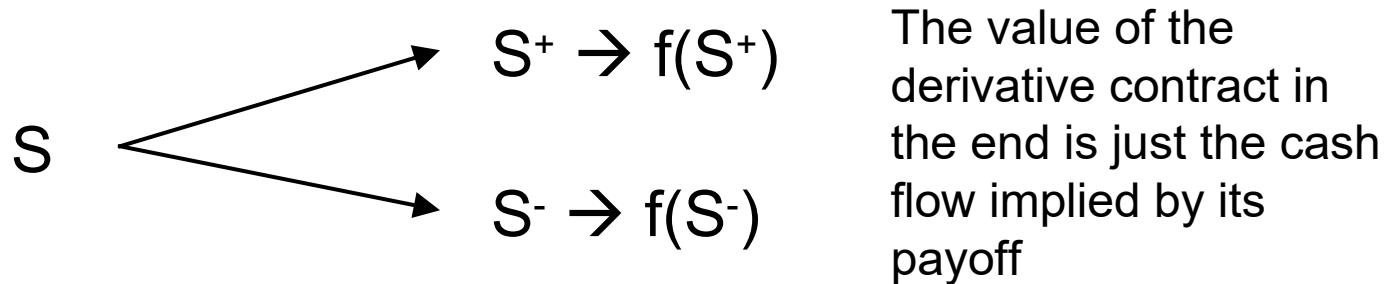 S
S⁺ → f(S⁺)
S⁻ → f(S⁻)
The value of the
derivative contract in
the end is just the cash
flow implied by its
payoff